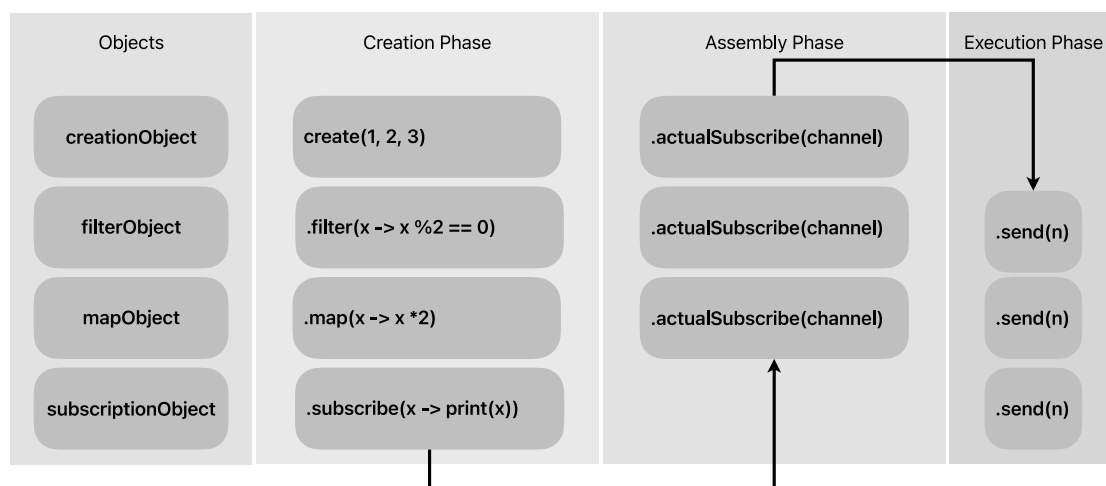 Objects
Creation Phase
Assembly Phase
Execution Phase
creationObject
create(1, 2, 3)
.actualSubscribe(channel)
filterObject
.filter(x -> x %2 == 0)
.actualSubscribe(channel)
.send(n)
mapObject
.map(x -> x *2)
.actualSubscribe(channel)
.send(n)
subscriptionObject
.subscribe(x -> print(x))
.send(n)